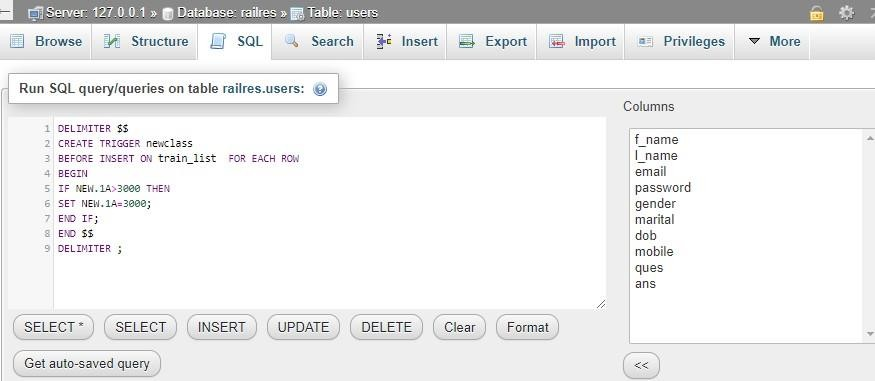 Server: 127.0.0.1 » Database: railres » Table: users
Browse Structure SQL Search Insert Export Import Privileges More
Run SQL query/queries on table railres.users:
1 DELIMITER $$
2 CREATE TRIGGER newclass
3 BEFORE INSERT ON train_list  FOR EACH ROW
4 BEGIN
5 IF NEW.1A>3000 THEN
6 SET NEW.1A=3000;
7 END IF;
8 END $$
9 DELIMITER ;
Columns
f_name
l_name
email
password
gender
marital
dob
mobile
ques
ans
SELECT * SELECT INSERT UPDATE DELETE Clear Format
Get auto-saved query
<<